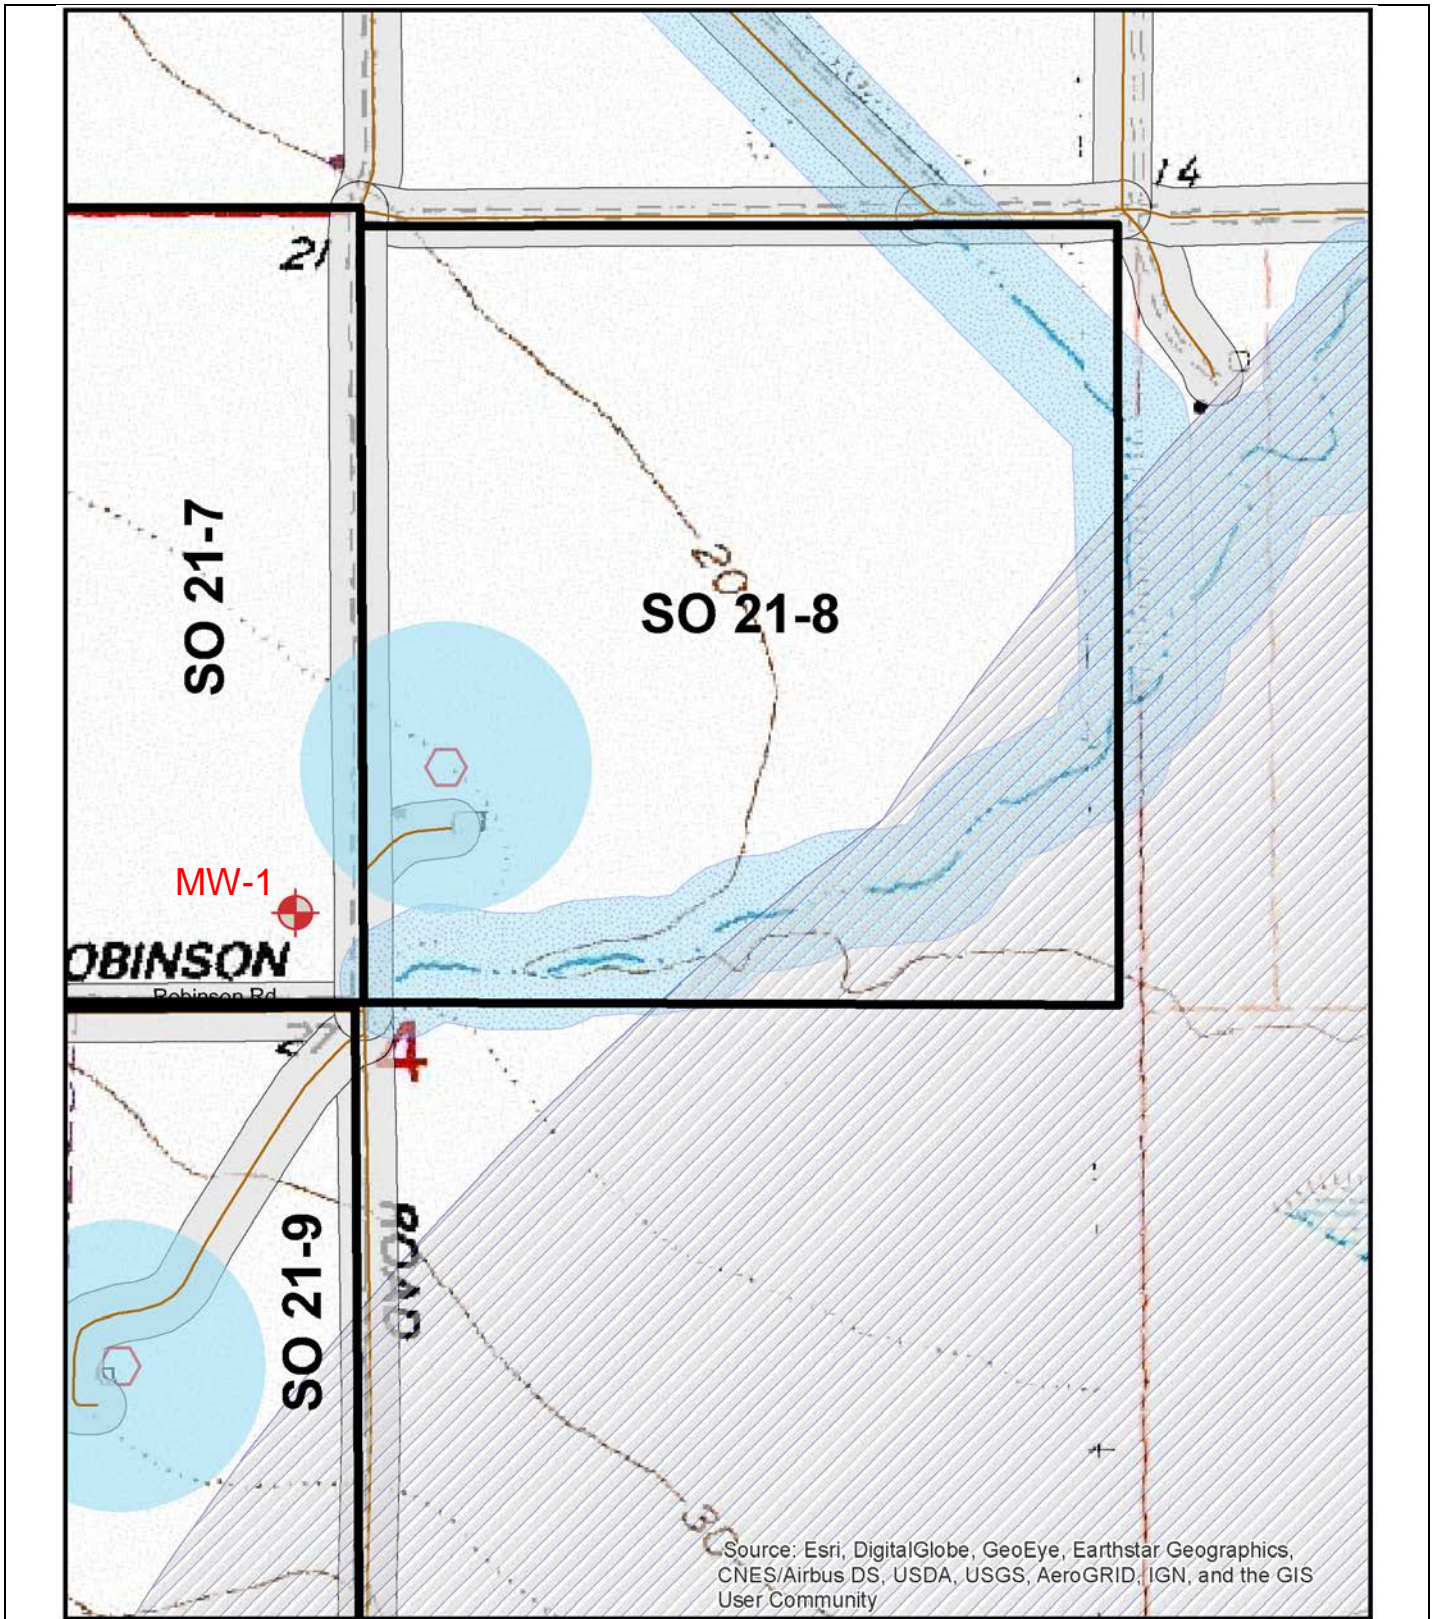 14
21
20
SO 21-7
SO 21-8
MW-1
OBINSON
Robinson Rd
4
27
ROAD
SO 21-9
30
Source: Esri, DigitalGlobe, GeoEye, Earthstar Geographics,
CNES/Airbus DS, USDA, USGS, AeroGRID, IGN, and the GIS
User Community